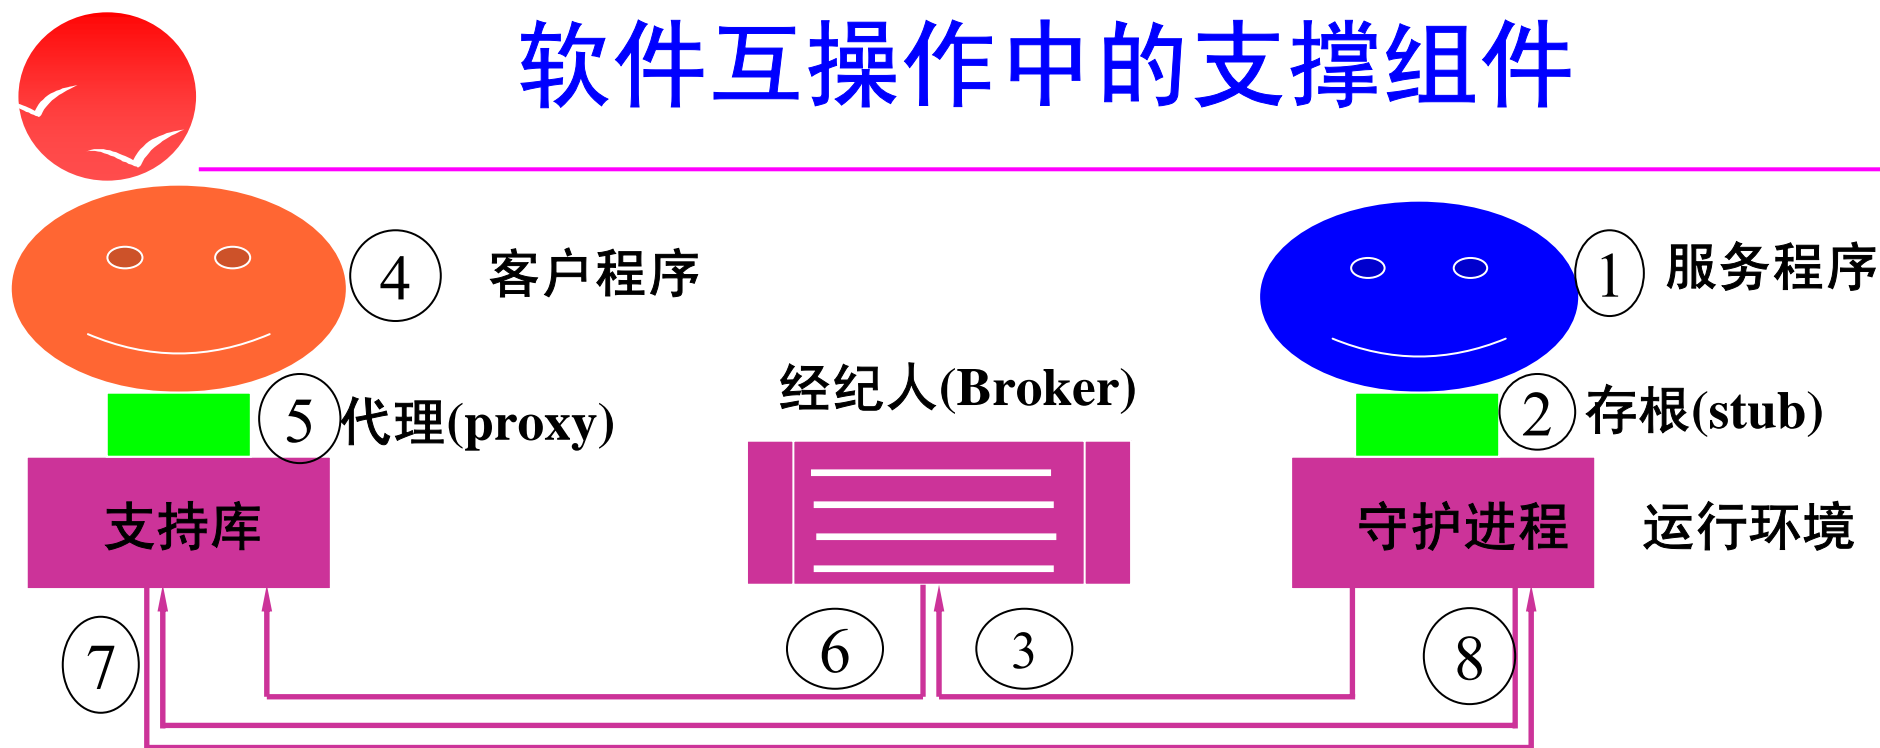 软件互操作中的支撑组件
④ 客户程序
① 服务程序
经纪人(Broker)
⑤ 代理(proxy)
② 存根(stub)
支持库
守护进程 运行环境
⑦
⑥
③
⑧